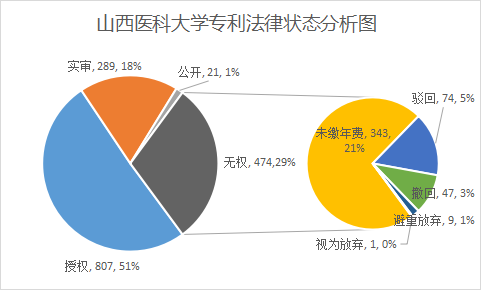 山西医科大学专利法律状态分析图
实审, 289, 18%
公开, 21, 1%
驳回, 74, 5%
未缴年费, 343,
21%
无权, 474,29%
撤回, 47, 3%
避重放弃, 9, 1%
视为放弃, 1, 0%
授权, 807, 51%